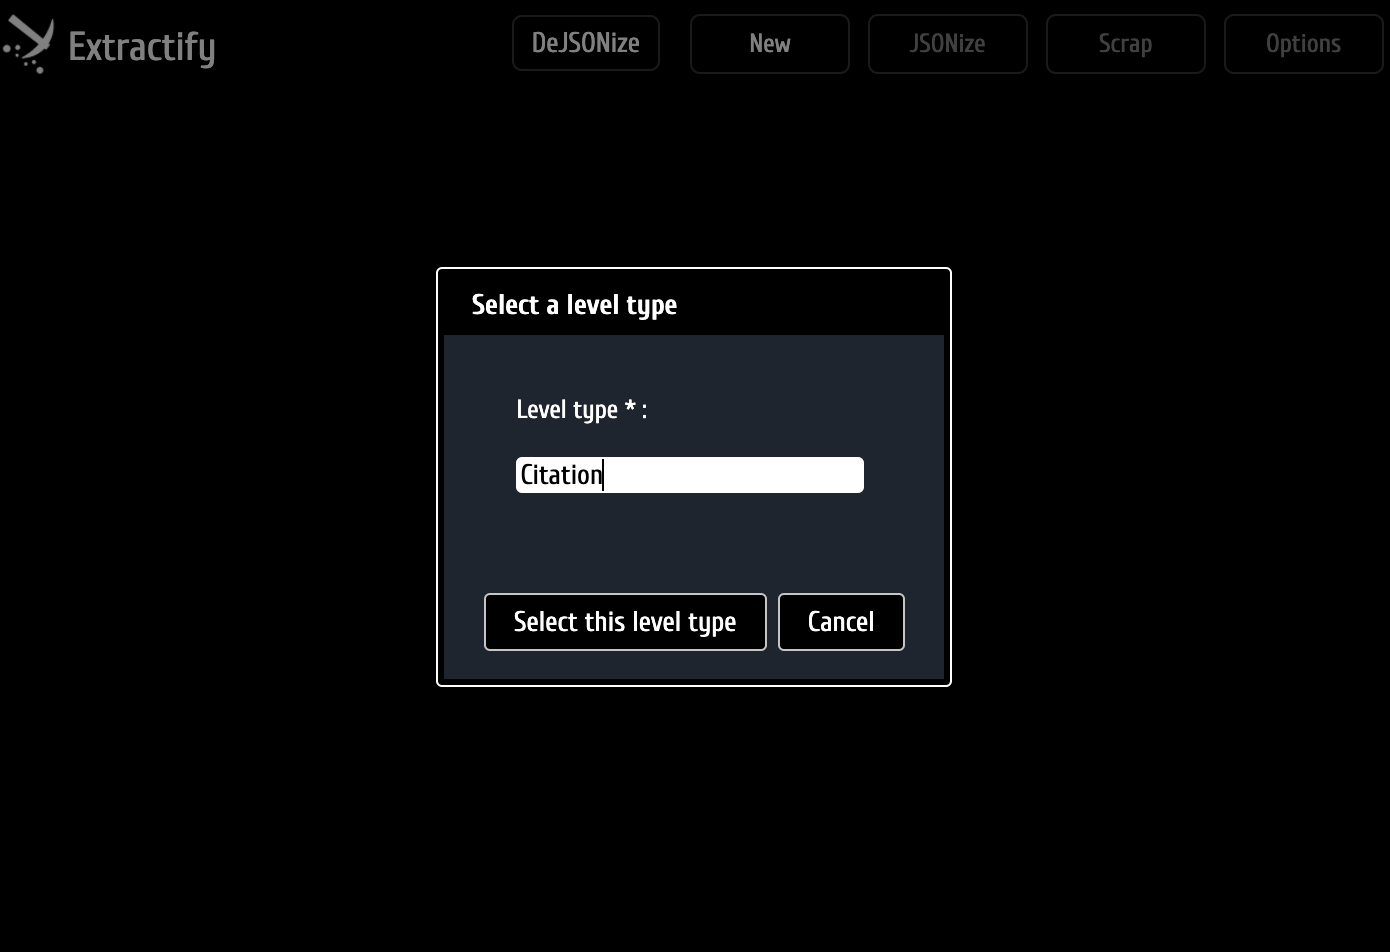 Extractify
DeJSONize
New
JSONize
Scrap
Options
Select a level type
Level type * :
Citation
Select this level type
Cancel